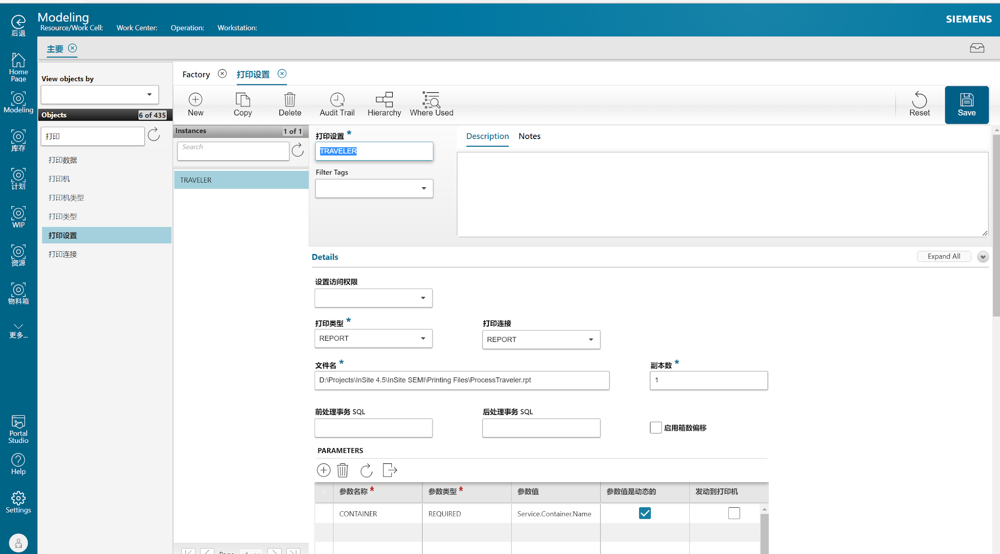 Modeling
Resource/Work Cell: Work Center: Operation: Workstation:
SIEMENS
后退
Home
Page
Modeling
库存
计划
WIP
资源
物料箱
更多...
Portal
Studio
Help
Settings
主要
View objects by
Objects 6 of 435
打印
打印数据
打印机
打印机类型
打印类型
打印设置
打印连接
Factory 打印设置
New Copy Delete Audit Trail Hierarchy Where Used Reset Save
Instances 1 of 1
Search
TRAVELER
打印设置 *
TRAVELER
Filter Tags
Description Notes
Details Expand All
设置访问权限
打印类型 * 打印连接
REPORT REPORT
文件名 * 副本数 *
D:\Projects\InSite 4.5\InSite SEMI\Printing Files\ProcessTraveler.rpt 1
前处理事务 SQL 后处理事务 SQL
启用箱数偏移
PARAMETERS
参数名称 * 参数类型 * 参数值 参数值是动态的 发动到打印机
CONTAINER REQUIRED Service.Container.Name